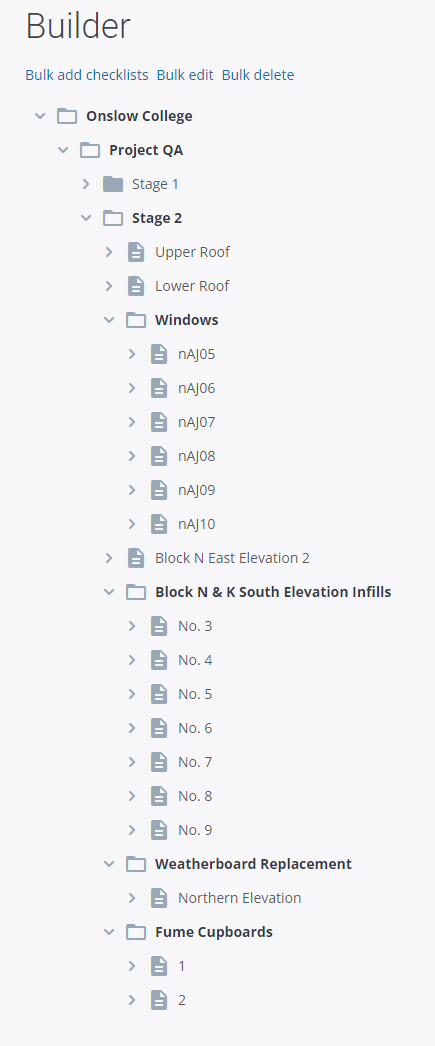 Builder
Bulk add checklists Bulk edit Bulk delete
Onslow College
Project QA
Stage 1
Stage 2
Upper Roof
Lower Roof
Windows
nAJ05
nAJ06
nAJ07
nAJ08
nAJ09
nAJ10
Block N East Elevation 2
Block N & K South Elevation Infills
No. 3
No. 4
No. 5
No. 6
No. 7
No. 8
No. 9
Weatherboard Replacement
Northern Elevation
Fume Cupboards
1
2